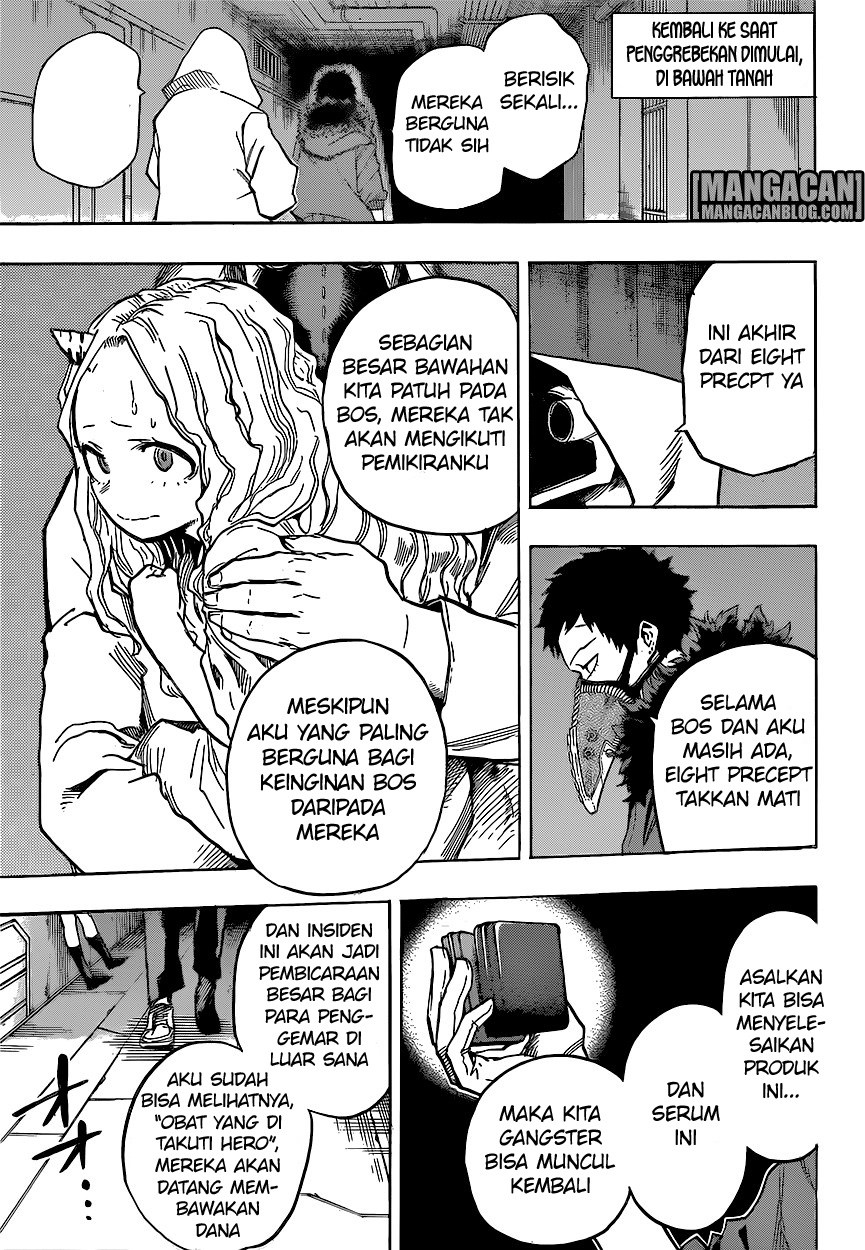 KEMBALI KE SAAT
PENGGREBEKAN DIMULAI,
DI BAWAH TANAH
BERISIK
SEKALI...
MEREKA
BERGUNA
TIDAK SIH
MANGACAN
MANGACANBLOG.COM
INI AKHIR
DARI EIGHT
PRECPT YA
SELAMA
BOS DAN AKU
MASIH ADA,
EIGHT PRECEPT
TAKKAN MATI
SEBAGIAN
BESAR BAWAHAN
KITA PATUH PADA
BOS, MEREKA TAK
AKAN MENGIKUTI
PEMIKIRANKU
MESKIPUN
AKU YANG PALING
BERGUNA BAGI
KEINGINAN BOS
DARIPADA
MEREKA
ASALKAN
KITA BISA
MENYELE-
SAIKAN
PRODUK
INI...
DAN
SERUM
INI
MAKA KITA
GANGSTER
BISA MUNCUL
KEMBALI
DAN INSIDEN
INI AKAN JADI
PEMBICARAAN
BESAR BAGI
PARA PENG-
GEMAR DI
LUAR SANA
AKU SUDAH
BISA MELIHATNYA,
"OBAT YANG DI
TAKUTI HERO",
MEREKA AKAN
DATANG MEM-
BAWAKAN
DANA
オオ...